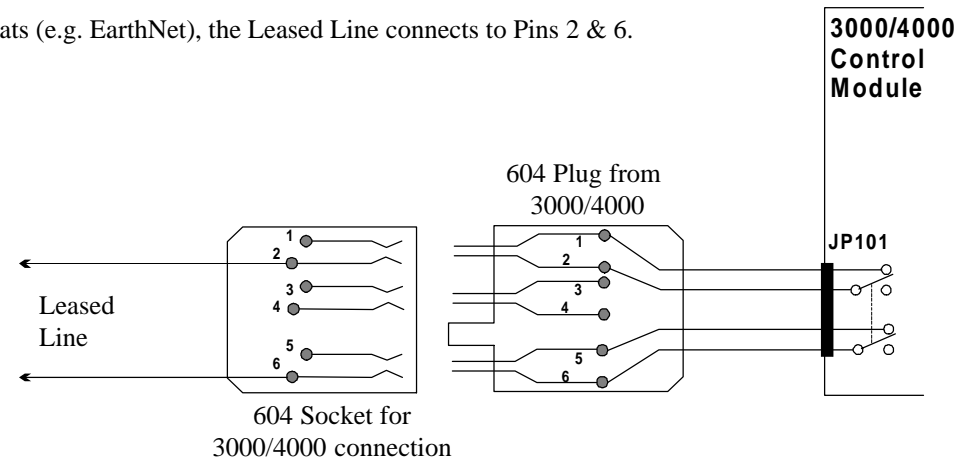 ats (e.g. EarthNet), the Leased Line connects to Pins 2 & 6.
3000/4000
Control
Module
604 Plug from
3000/4000
JP101
1
2
3
4
5
6
1
2
3
4
5
6
Leased
Line
604 Socket for
3000/4000 connection